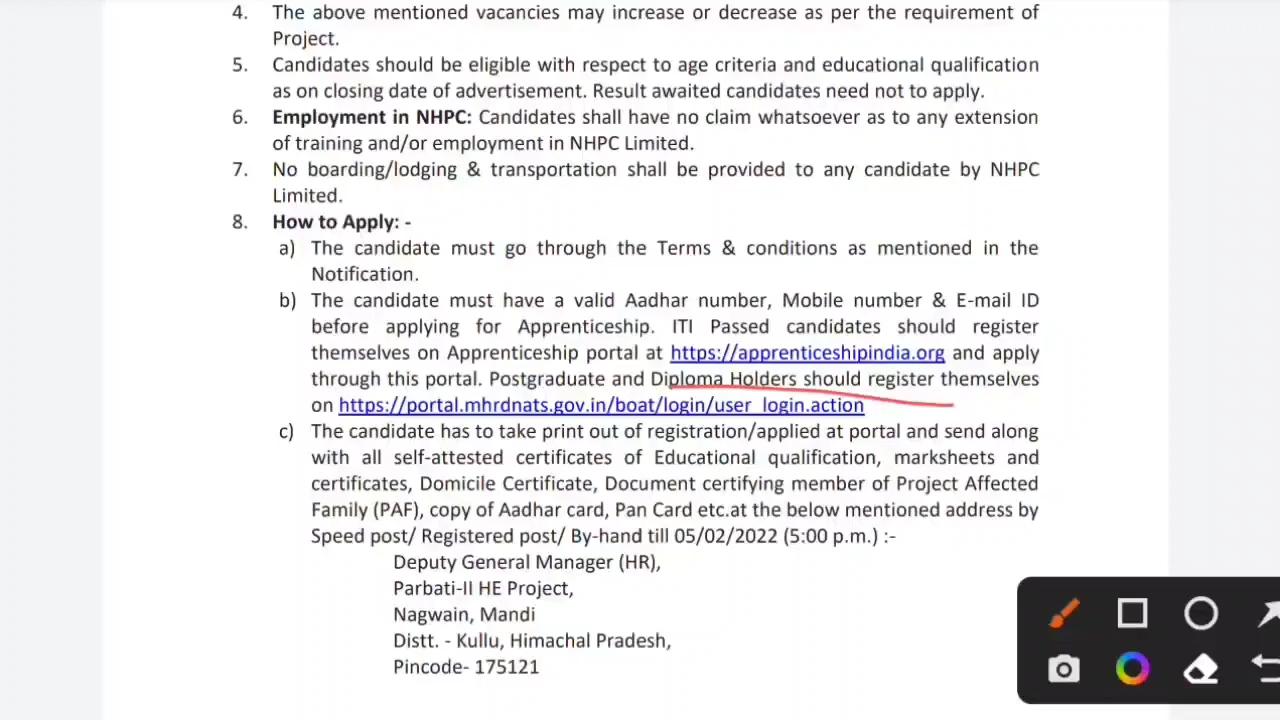 4. The above mentioned vacancies may increase or decrease as per the requirement of
Project.
5. Candidates should be eligible with respect to age criteria and educational qualification
as on closing date of advertisement. Result awaited candidates need not to apply.
6. Employment in NHPC: Candidates shall have no claim whatsoever as to any extension
of training and/or employment in NHPC Limited.
7. No boarding/lodging & transportation shall be provided to any candidate by NHPC
Limited.
8. How to Apply: -
a) The candidate must go through the Terms & conditions as mentioned in the
Notification.
b) The candidate must have a valid Aadhar number, Mobile number & E-mail ID
before applying for Apprenticeship. ITI Passed candidates should register
themselves on Apprenticeship portal at https://apprenticeshipindia.org and apply
through this portal. Postgraduate and Diploma Holders should register themselves
on https://portal.mhrdnats.gov.in/boat/login/user_login.action
c) The candidate has to take print out of registration/applied at portal and send along
with all self-attested certificates of Educational qualification, marksheets and
certificates, Domicile Certificate, Document certifying member of Project Affected
Family (PAF), copy of Aadhar card, Pan Card etc.at the below mentioned address by
Speed post/ Registered post/ By-hand till 05/02/2022 (5:00 p.m.) :-
Deputy General Manager (HR),
Parbati-II HE Project,
Nagwain, Mandi
Distt. - Kullu, Himachal Pradesh,
Pincode- 175121